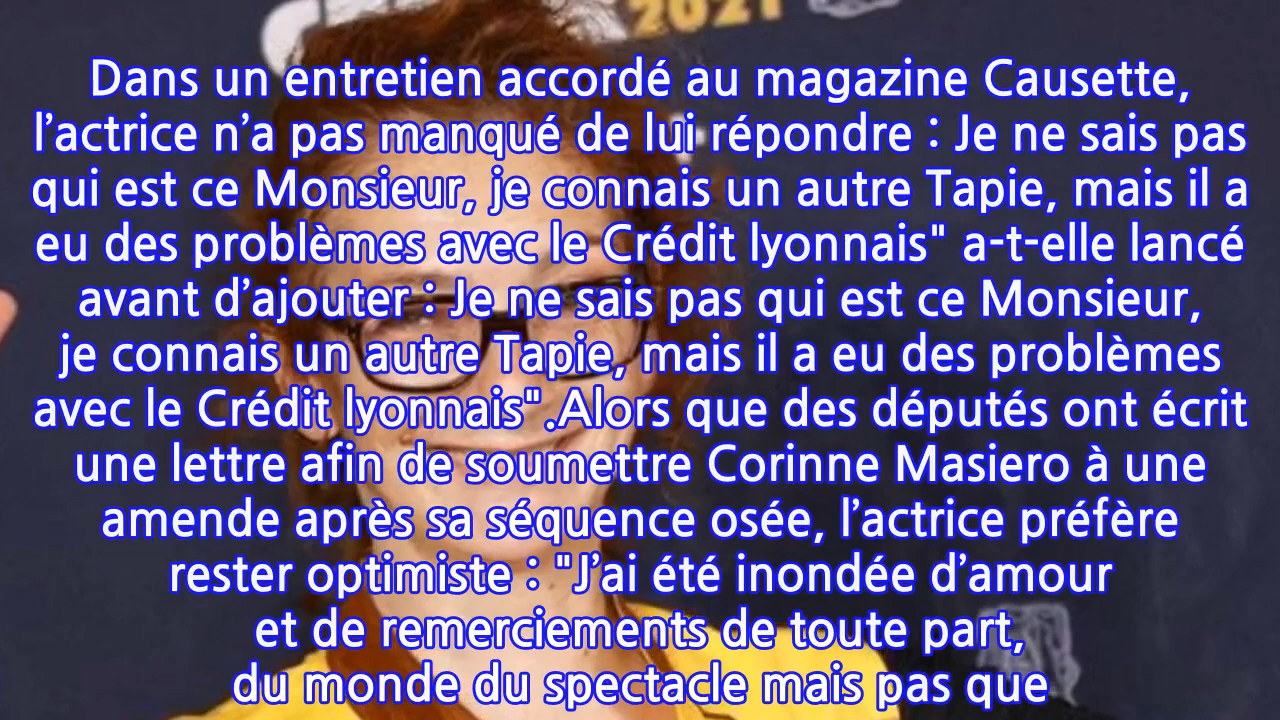 2021
Dans un entretien accordé au magazine Causette,
l’actrice n’a pas manqué de lui répondre : Je ne sais pas
qui est ce Monsieur, je connais un autre Tapie, mais il a
eu des problèmes avec le Crédit lyonnais" a-t-elle lancé
avant d’ajouter : Je ne sais pas qui est ce Monsieur,
je connais un autre Tapie, mais il a eu des problèmes
avec le Crédit lyonnais".Alors que des députés ont écrit
une lettre afin de soumettre Corinne Masiero à une
amende après sa séquence osée, l’actrice préfère
rester optimiste : "J’ai été inondée d’amour
et de remerciements de toute part,
du monde du spectacle mais pas que